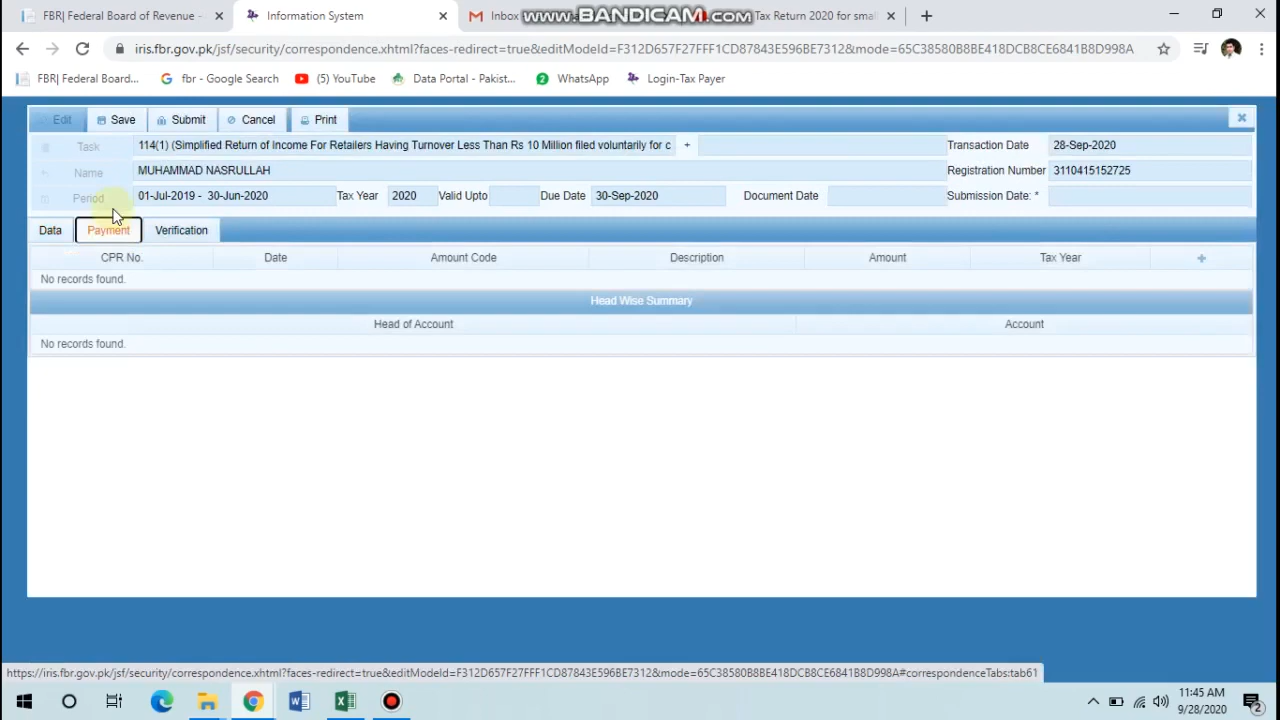 FBR| Federal Board of Revenue -
Information System
Inbox
www.BANDICAM.com
Tax Return 2020 for small
iris.fbr.gov.pk/jsf/security/correspondence.xhtml?faces-redirect=true&editModeId=F312D657F27FFF1CD87843E596BE7312&mode=65C38580B8BE418DCB8CE6841B8D998A
FBR| Federal Board...
fbr - Google Search
(5) YouTube
Data Portal - Pakist...
WhatsApp
Login-Tax Payer
Edit Save Submit Cancel Print
Task 114(1) (Simplified Return of Income For Retailers Having Turnover Less Than Rs 10 Million filed voluntarily for c + Transaction Date 28-Sep-2020
Name MUHAMMAD NASRULLAH Registration Number 3110415152725
Period 01-Jul-2019 - 30-Jun-2020 Tax Year 2020 Valid Upto Due Date 30-Sep-2020 Document Date Submission Date: *
Data Payment Verification
CPR No. Date Amount Code Description Amount Tax Year +
No records found.
Head Wise Summary
Head of Account Account
No records found.
https://iris.fbr.gov.pk/jsf/security/correspondence.xhtml?faces-redirect=true&editModeId=F312D657F27FFF1CD87843E596BE7312&mode=65C38580B8BE418DCB8CE6841B8D998A#correspondenceTabs:tab61
11:45 AM
9/28/2020
2